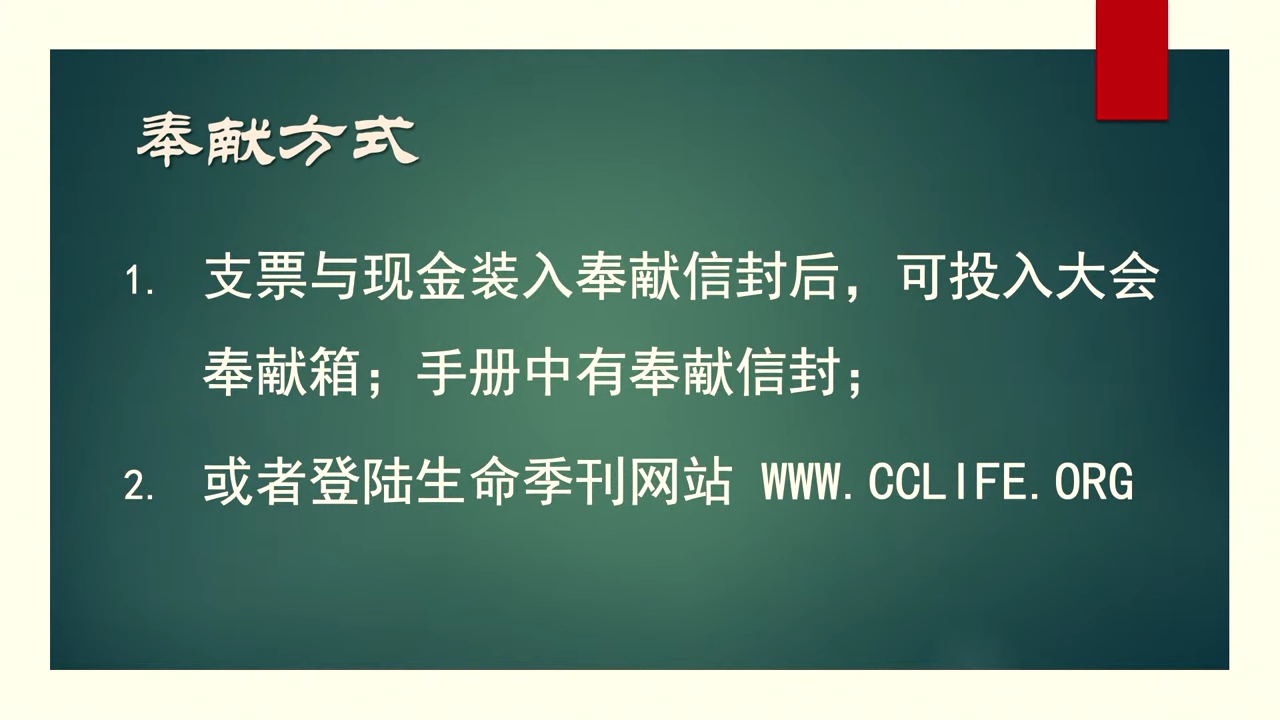 奉献方式
1. 支票与现金装入奉献信封后，可投入大会
奉献箱；手册中有奉献信封；
2. 或者登陆生命季刊网站 WWW.CCLIFE.ORG